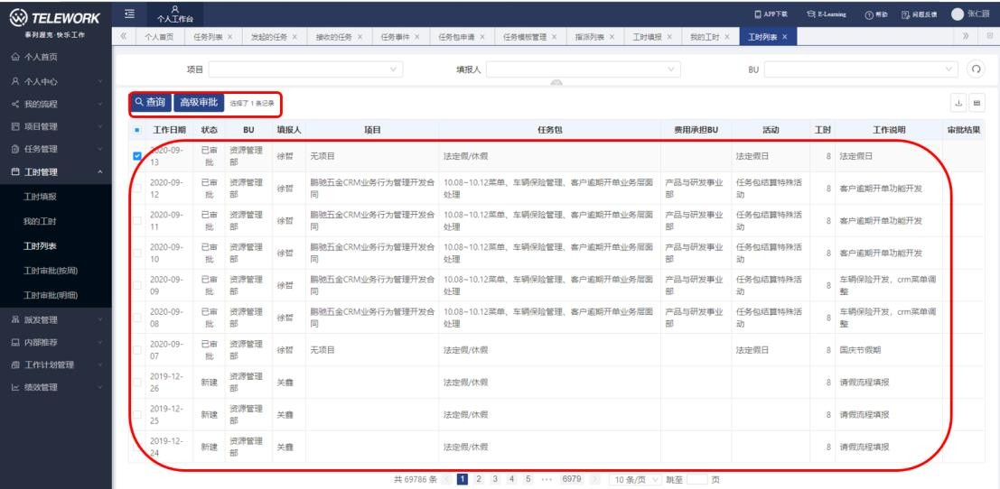 TELEWORK
泰列渥克·快乐工作
个人工作台
APP下载 E-Learning 帮助 问题反馈 张仁顥
个人首页 任务列表 × 发起的任务 × 接收的任务 × 任务事件 × 任务包申请 × 任务模板管理 × 指派列表 × 工时填报 × 我的工时 × 工时列表 ×
个人首页
个人中心
我的流程
项目管理
任务管理
工时管理
工时填报
我的工时
工时列表
工时审批(按周)
工时审批(明细)
派发管理
内部推荐
工作计划管理
绩效管理
项目 填报人 BU
查询 高级审批 选择了 1 条记录
工作日期 状态 BU 填报人 项目 任务包 费用承担BU 活动 工时 工作说明 审批结果
2020-09-13 已审批 资源管理部 徐哲 无项目 法定假/休假 法定假日 8 法定假日
2020-09-12 已审批 资源管理部 徐哲 鹏驰五金CRM业务行为管理开发合同 10.08~10.12菜单、车辆保险管理、客户逾期开单业务层面处理 产品与研发事业部 任务包结算特殊活动 8 客户逾期开单功能开发
2020-09-11 已审批 资源管理部 徐哲 鹏驰五金CRM业务行为管理开发合同 10.08~10.12菜单、车辆保险管理、客户逾期开单业务层面处理 产品与研发事业部 任务包结算特殊活动 8 客户逾期开单功能开发
2020-09-10 已审批 资源管理部 徐哲 鹏驰五金CRM业务行为管理开发合同 10.08~10.12菜单、车辆保险管理、客户逾期开单业务层面处理 产品与研发事业部 任务包结算特殊活动 8 客户逾期开单功能开发
2020-09-09 已审批 资源管理部 徐哲 鹏驰五金CRM业务行为管理开发合同 10.08~10.12菜单、车辆保险管理、客户逾期开单业务层面处理 产品与研发事业部 任务包结算特殊活动 8 车辆保险开发，crm菜单调整
2020-09-08 已审批 资源管理部 徐哲 鹏驰五金CRM业务行为管理开发合同 10.08~10.12菜单、车辆保险管理、客户逾期开单业务层面处理 产品与研发事业部 任务包结算特殊活动 8 车辆保险开发，crm菜单调整
2020-09-07 已审批 资源管理部 徐哲 无项目 法定假/休假 法定假日 8 国庆节假期
2019-12-26 新建 资源管理部 关鑫 法定假/休假 8 请假流程填报
2019-12-25 新建 资源管理部 关鑫 法定假/休假 8 请假流程填报
2019-12-24 新建 资源管理部 关鑫 法定假/休假 8 请假流程填报
共 69786 条 1 2 3 4 5 ··· 6979 10 条/页 跳至 页